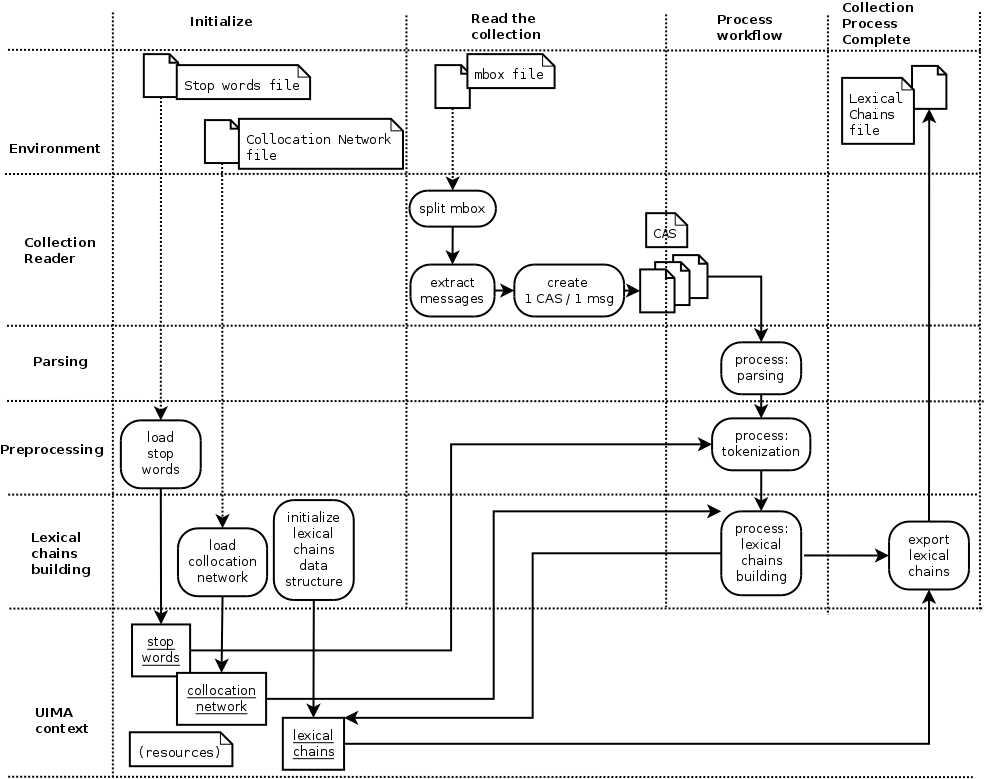 Initialize
Read the
collection
Process
workflow
Collection
Process
Complete
Environment
Stop words file
Collocation Network
file
mbox file
Lexical
Chains
file
Collection
Reader
split mbox
extract
messages
create
1 CAS / 1 msg
CAS
Parsing
process:
parsing
Preprocessing
load
stop
words
process:
tokenization
Lexical
chains
building
load
collocation
network
initialize
lexical
chains
data
structure
process:
lexical
chains
building
export
lexical
chains
UIMA
context
stop
words
collocation
network
(resources)
lexical
chains